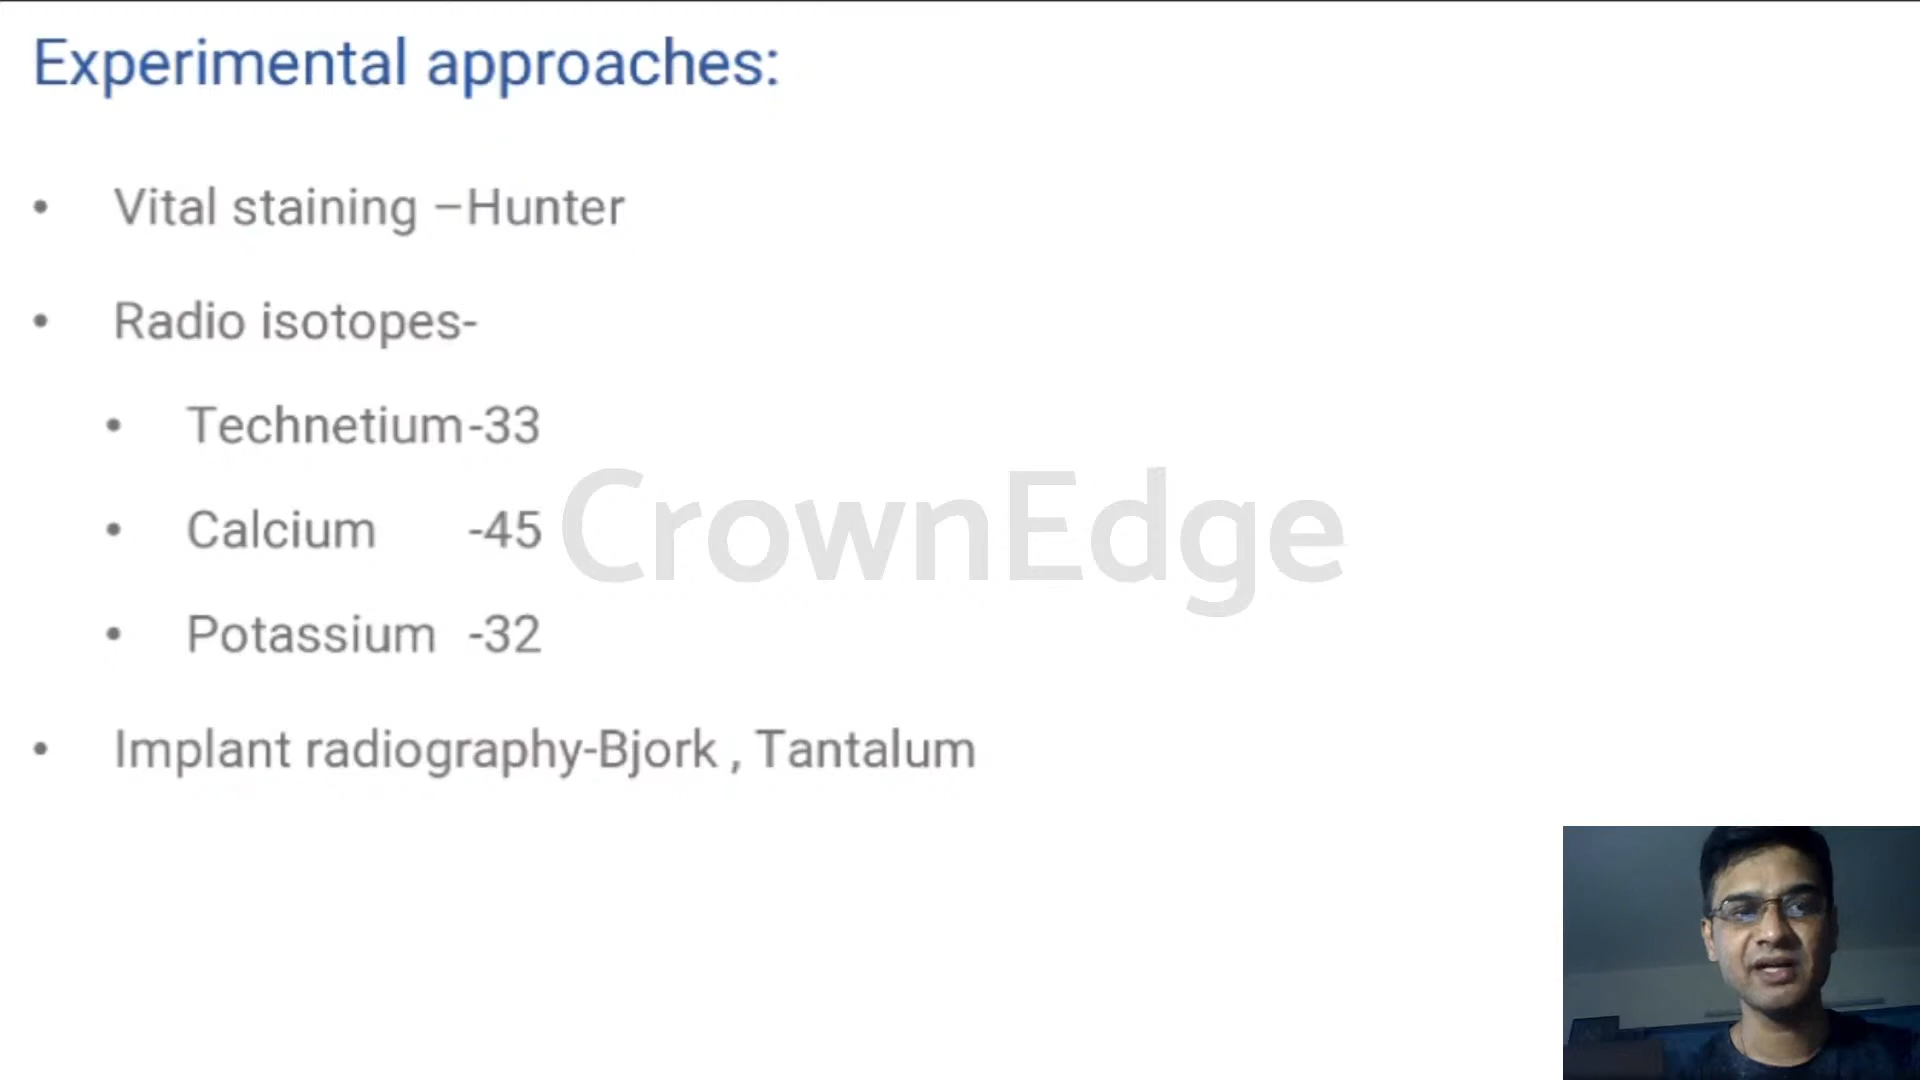 Experimental approaches:
• Vital staining –Hunter
• Radio isotopes-
• Technetium -33
• Calcium -45
• Potassium -32
• Implant radiography-Bjork , Tantalum
CrownEdge